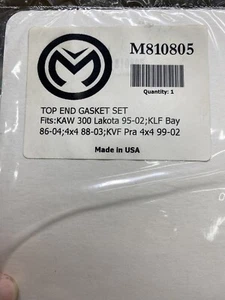 M810805
Quantity: 1
TOP END GASKET SET
Fits:KAW 300 Lakota 95-02;KLF Bay
86-04;4x4 88-03;KVF Pra 4x4 99-02
Made in USA